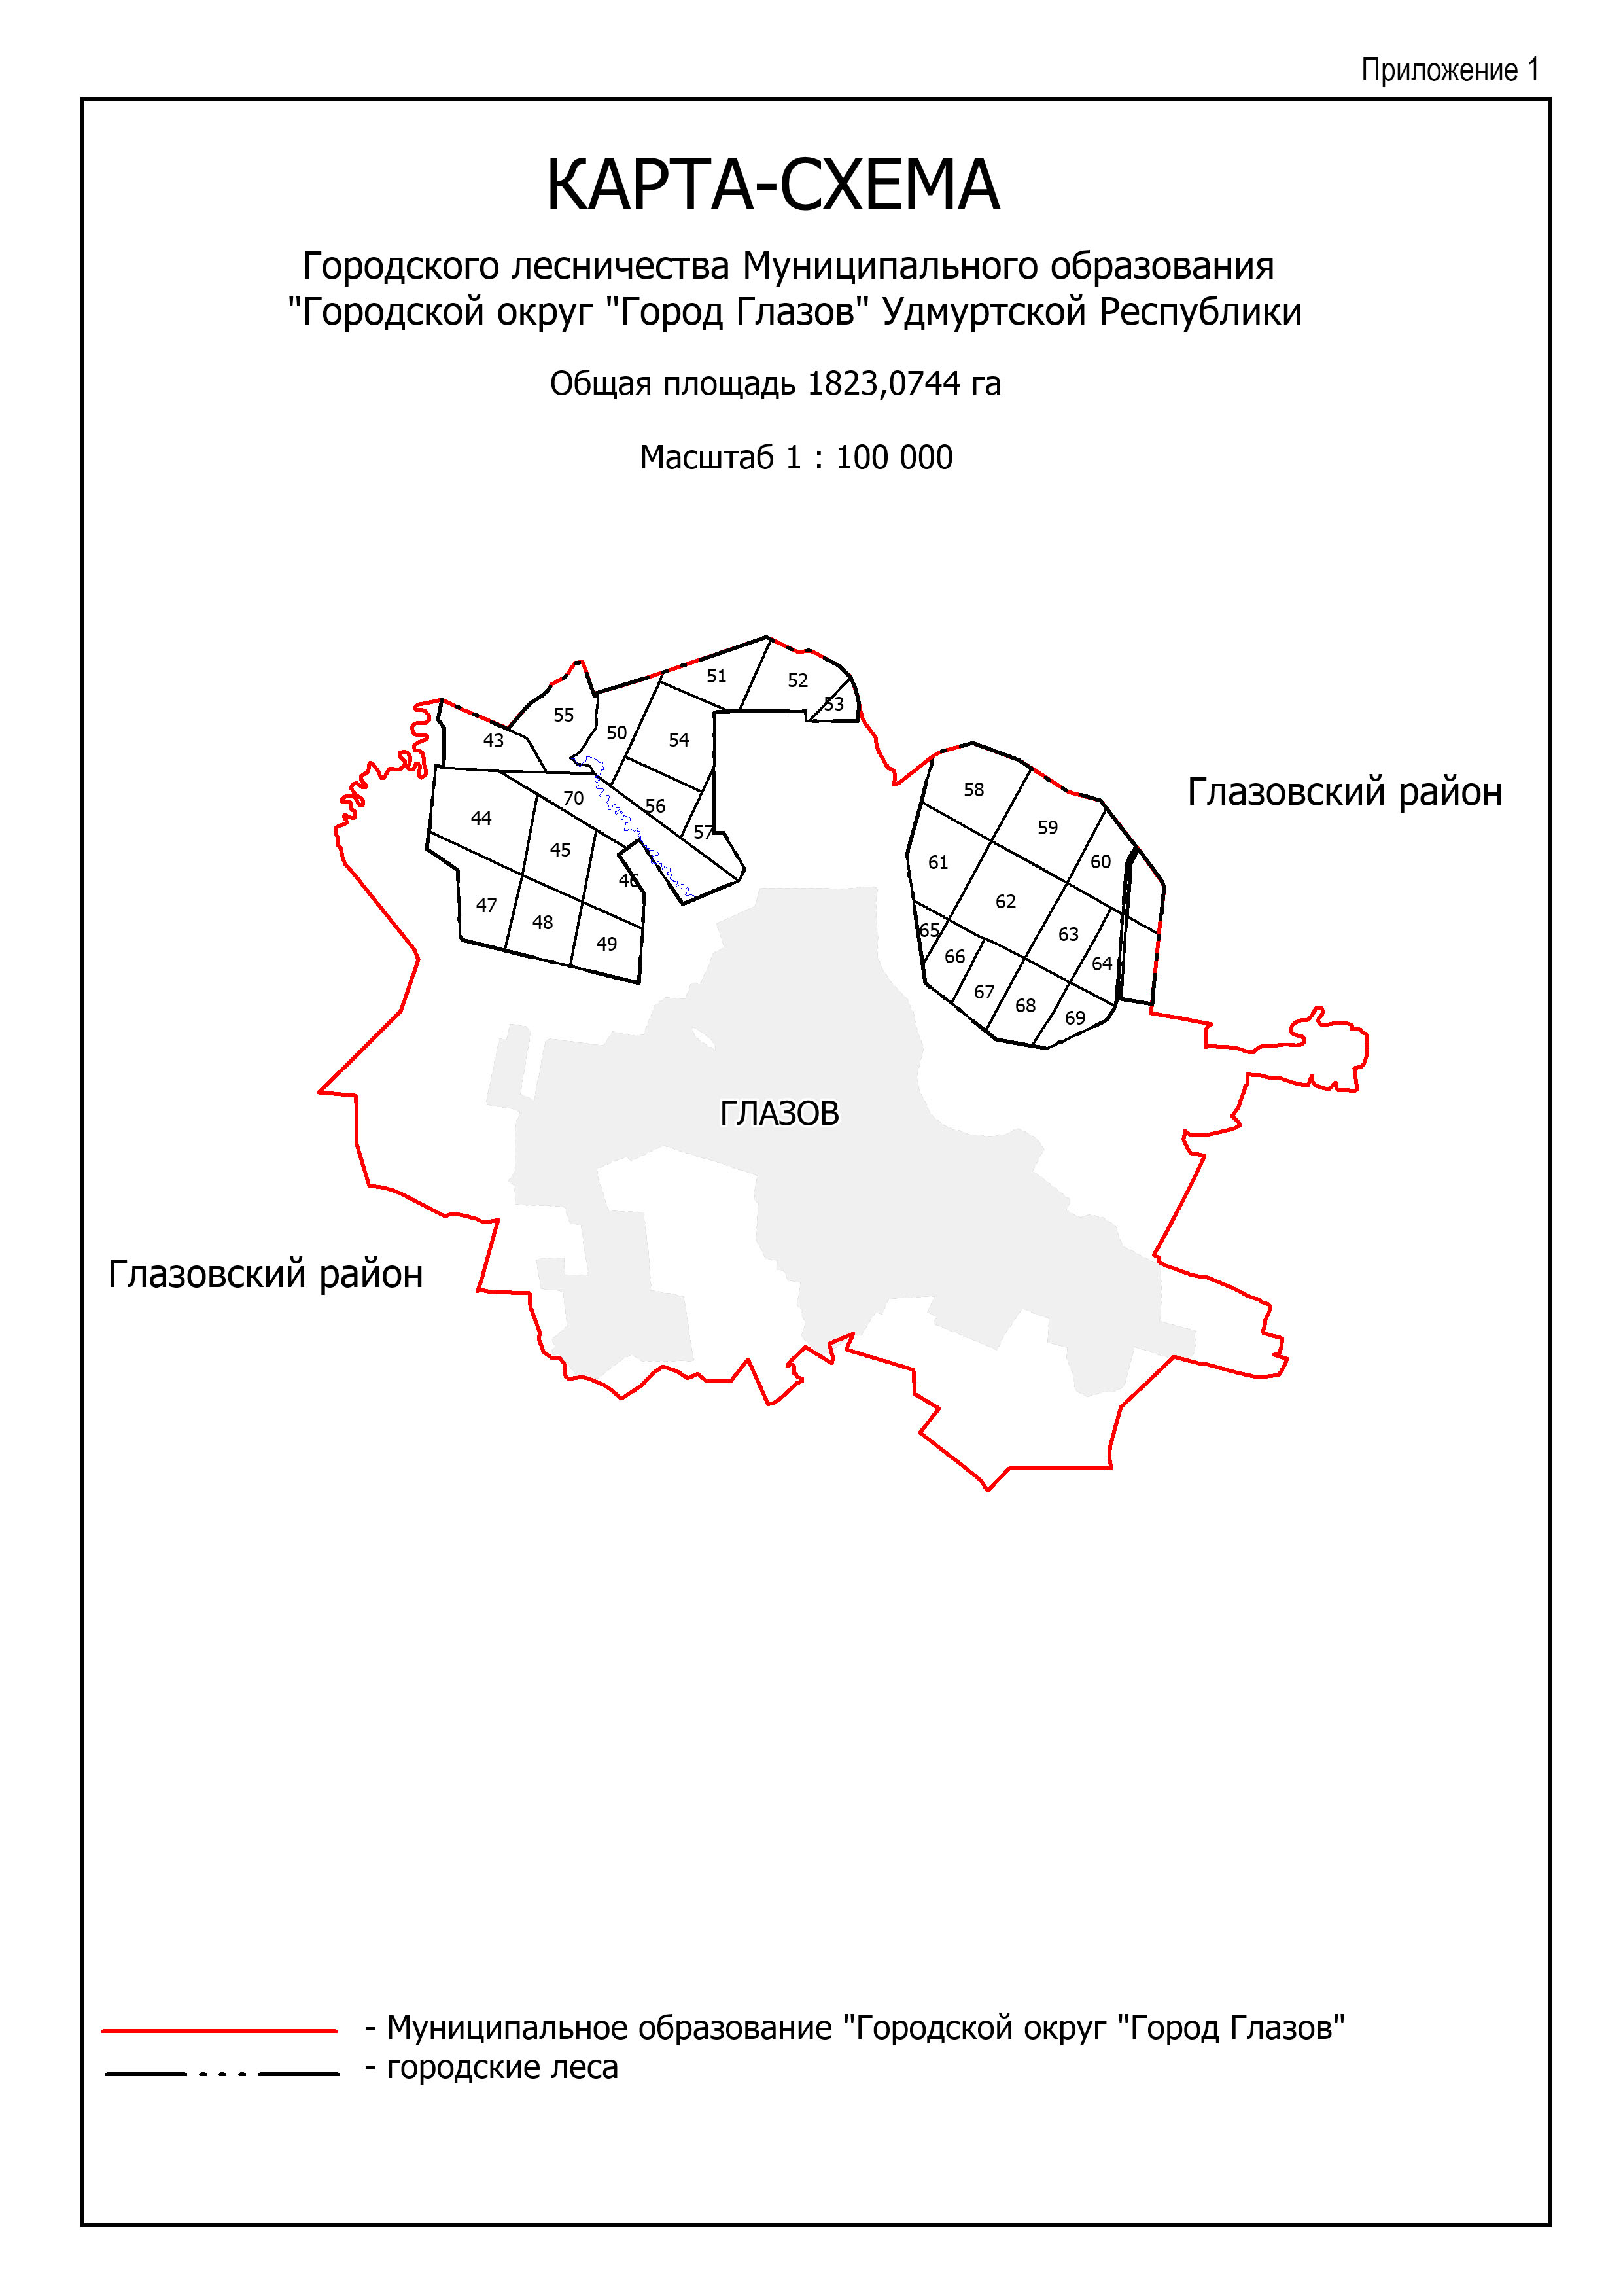 Приложение 1
КАРТА-СХЕМА
Городского лесничества Муниципального образования
"Городской округ "Город Глазов" Удмуртской Республики
Общая площадь 1823,0744 га
Масштаб 1 : 100 000
51
52
53
55
50
54
43
70
56
57
44
45
46
47
48
49
Глазовский район
58
59
60
61
62
63
64
65
66
67
68
69
ГЛАЗОВ
Глазовский район
- Муниципальное образование "Городской округ "Город Глазов"
- городские леса